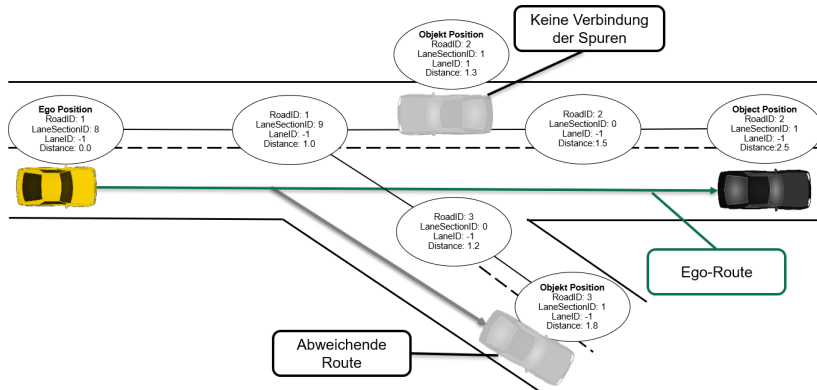 Keine Verbindung
der Spuren
Objekt Position
RoadID: 2
LaneSectionID: 1
LaneID: 1
Distance: 1.3
Ego Position
RoadID: 1
LaneSectionID: 8
LaneID: -1
Distance: 0.0
RoadID: 1
LaneSectionID: 9
LaneID: -1
Distance: 1.0
RoadID: 2
LaneSectionID: 0
LaneID: -1
Distance:1.5
Object Position
RoadID: 2
LaneSectionID: 1
LaneID: -1
Distance:2.5
RoadID: 3
LaneSectionID: 0
LaneID: -1
Distance: 1.2
Ego-Route
Objekt Position
RoadID: 3
LaneSectionID: 1
LaneID: -1
Distance: 1.8
Abweichende
Route